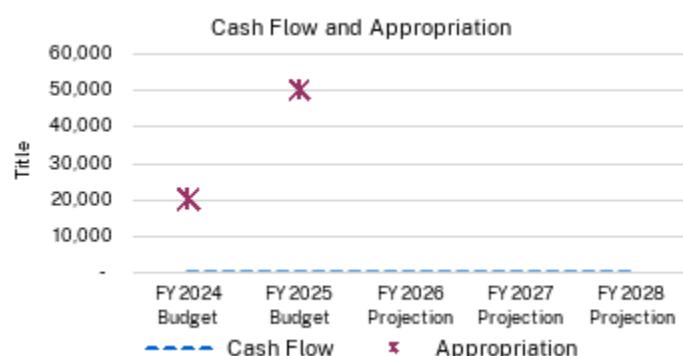 Cash Flow and Appropriation
60,000
50,000
40,000
30,000
20,000
10,000
-
Title
FY 2024 Budget
FY 2025 Budget
FY 2026 Projection
FY 2027 Projection
FY 2028 Projection
Cash Flow
Appropriation